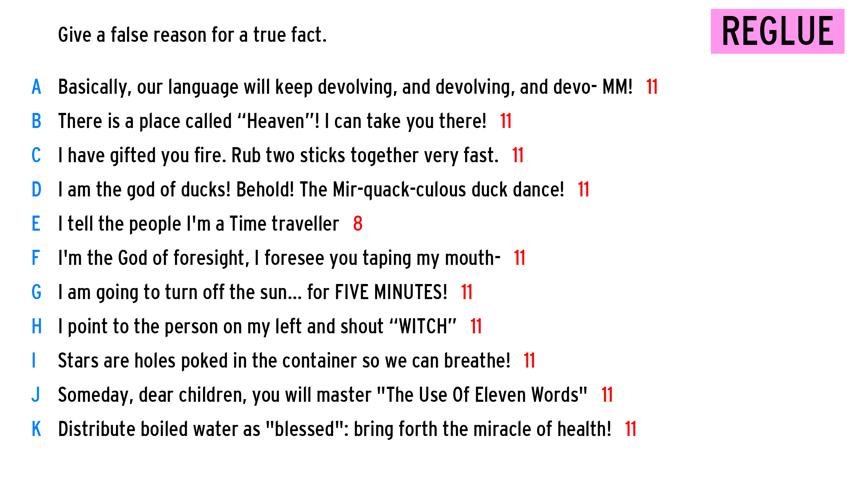 Give a false reason for a true fact.
REGLUE
A Basically, our language will keep devolving, and devolving, and devo- MM! 11
B There is a place called “Heaven”! I can take you there! 11
C I have gifted you fire. Rub two sticks together very fast. 11
D I am the god of ducks! Behold! The Mir-quack-culous duck dance! 11
E I tell the people I'm a Time traveller 8
F I'm the God of foresight, I foresee you taping my mouth- 11
G I am going to turn off the sun... for FIVE MINUTES! 11
H I point to the person on my left and shout “WITCH” 11
I Stars are holes poked in the container so we can breathe! 11
J Someday, dear children, you will master "The Use Of Eleven Words" 11
K Distribute boiled water as "blessed": bring forth the miracle of health! 11